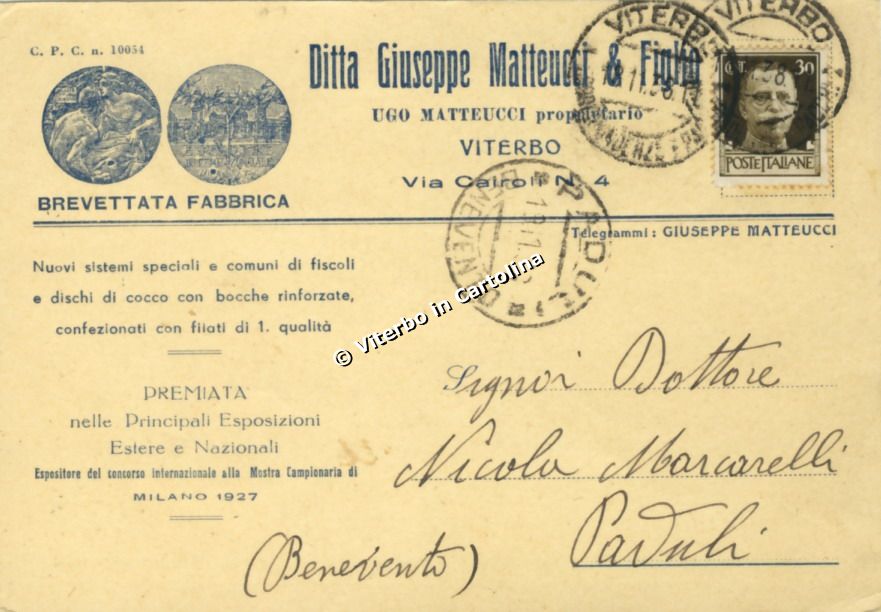 C. P. C. n. 10054
Ditta Giuseppe Matteucci & Figlio
UGO MATTEUCCI proprietario
VITERBO
Via Cairoli N. 4
BREVETTATA FABBRICA
Telegrammi: GIUSEPPE MATTEUCCI
VITERBO
VITERBO
CENT. 30
POSTE ITALIANE
PADULI
BENEVENTO
Nuovi sistemi speciali e comuni di fiscoli
e dischi di cocco con bocche rinforzate,
confezionati con filati di 1. qualità
© Viterbo in Cartolina
PREMIATA
nelle Principali Esposizioni
Estere e Nazionali
Espositore del concorso internazionale alla Mostra Campionaria di
MILANO 1927
Signor Dottore
Nicola Marcarelli
Paduli
(Benevento)